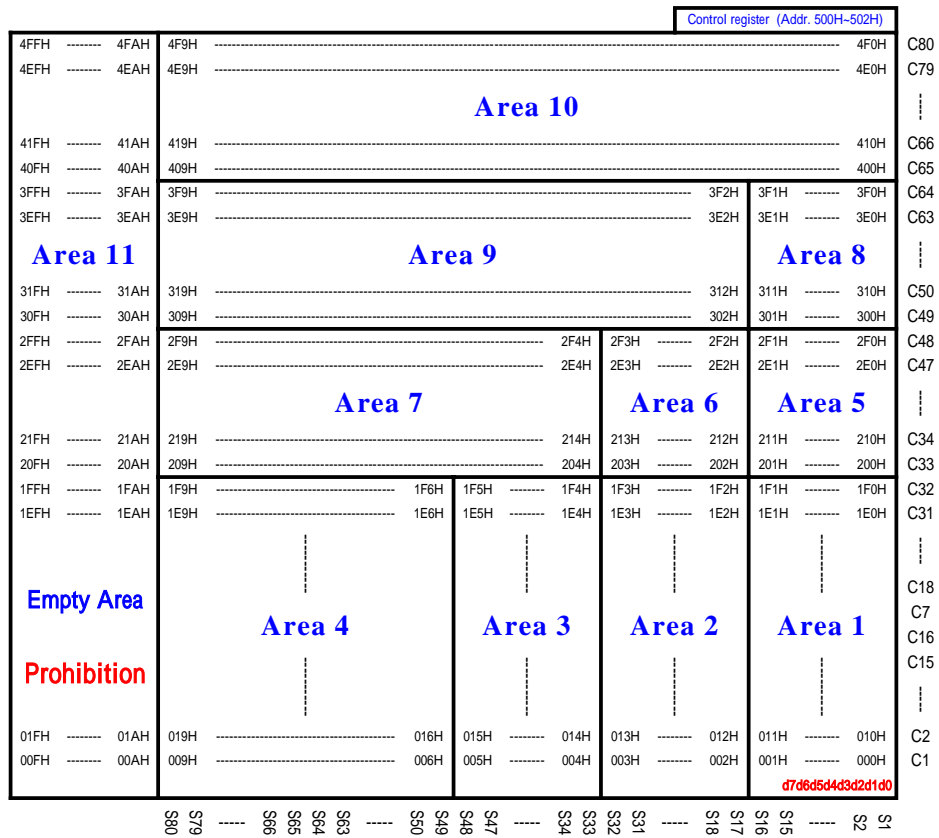 Control register (Addr. 500H~502H)
4FFH -------- 4FAH 4F9H -------- 4F0H C80
4EFH -------- 4EAH 4E9H -------- 4E0H C79
Area 10
41FH -------- 41AH 419H -------- 410H C66
40FH -------- 40AH 409H -------- 400H C65
3FFH -------- 3FAH 3F9H -------- 3F2H 3F1H -------- 3F0H C64
3EFH -------- 3EAH 3E9H -------- 3E2H 3E1H -------- 3E0H C63
Area 11 Area 9 Area 8
31FH -------- 31AH 319H -------- 312H 311H -------- 310H C50
30FH -------- 30AH 309H -------- 302H 301H -------- 300H C49
2FFH -------- 2FAH 2F9H -------- 2F4H 2F3H -------- 2F2H 2F1H -------- 2F0H C48
2EFH -------- 2EAH 2E9H -------- 2E4H 2E3H -------- 2E2H 2E1H -------- 2E0H C47
Area 7 Area 6 Area 5
21FH -------- 21AH 219H -------- 214H 213H -------- 212H 211H -------- 210H C34
20FH -------- 20AH 209H -------- 204H 203H -------- 202H 201H -------- 200H C33
1FFH -------- 1FAH 1F9H -------- 1F6H 1F5H -------- 1F4H 1F3H -------- 1F2H 1F1H -------- 1F0H C32
1EFH -------- 1EAH 1E9H -------- 1E6H 1E5H -------- 1E4H 1E3H -------- 1E2H 1E1H -------- 1E0H C31
C18
Empty Area
C7
Area 4 Area 3 Area 2 Area 1
C16
C15
Prohibition
01FH -------- 01AH 019H -------- 016H 015H -------- 014H 013H -------- 012H 011H -------- 010H C2
00FH -------- 00AH 009H -------- 006H 005H -------- 004H 003H -------- 002H 001H -------- 000H C1
d7d6d5d4d3d2d1d0
S80 S79 ----- S66 S65 S64 S63 ----- S50 S49 S48 S47 ----- S34 S33 S32 S31 ----- S18 S17 S16 S15 ----- S2 S1